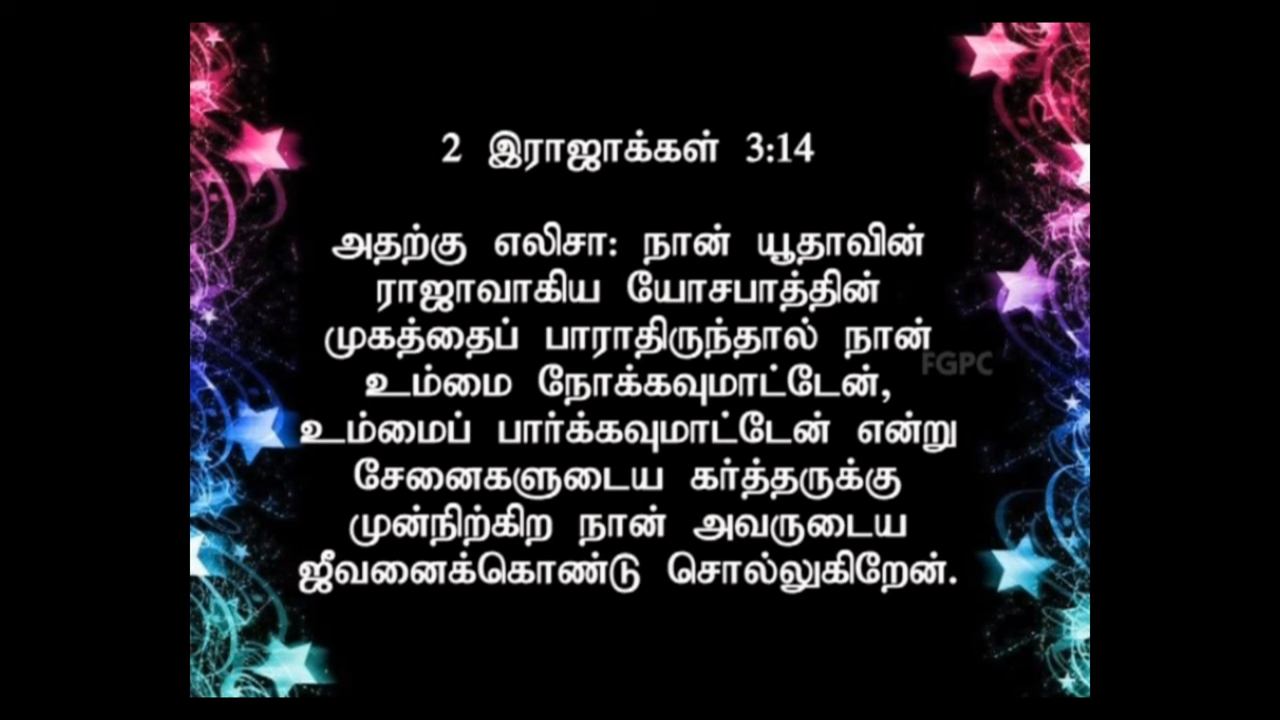 2 இராஜாக்கள் 3:14
அதற்கு எலிசா: நான் யூதாவின்
ராஜாவாகிய யோசபாத்தின்
முகத்தைப் பாராதிருந்தால் நான்
FGPC
உம்மை நோக்கவுமாட்டேன்,
உம்மைப் பார்க்கவுமாட்டேன் என்று
சேனைகளுடைய கர்த்தருக்கு
முன்நிற்கிற நான் அவருடைய
ஜீவனைக்கொண்டு சொல்லுகிறேன்.